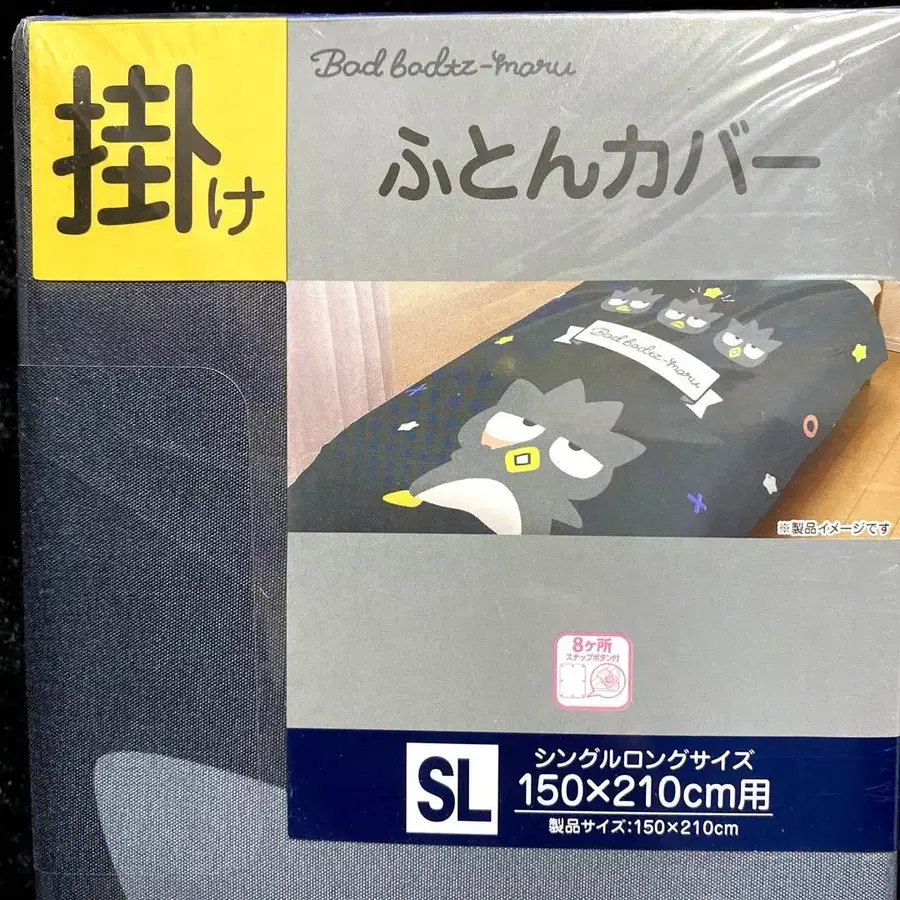 掛け
Bad badtz-maru
ふとんカバー
Bad badtz-maru
※製品イメージです
8ヶ所
スナップボタン付
SL
シングルロングサイズ
150×210cm用
製品サイズ:150×210cm